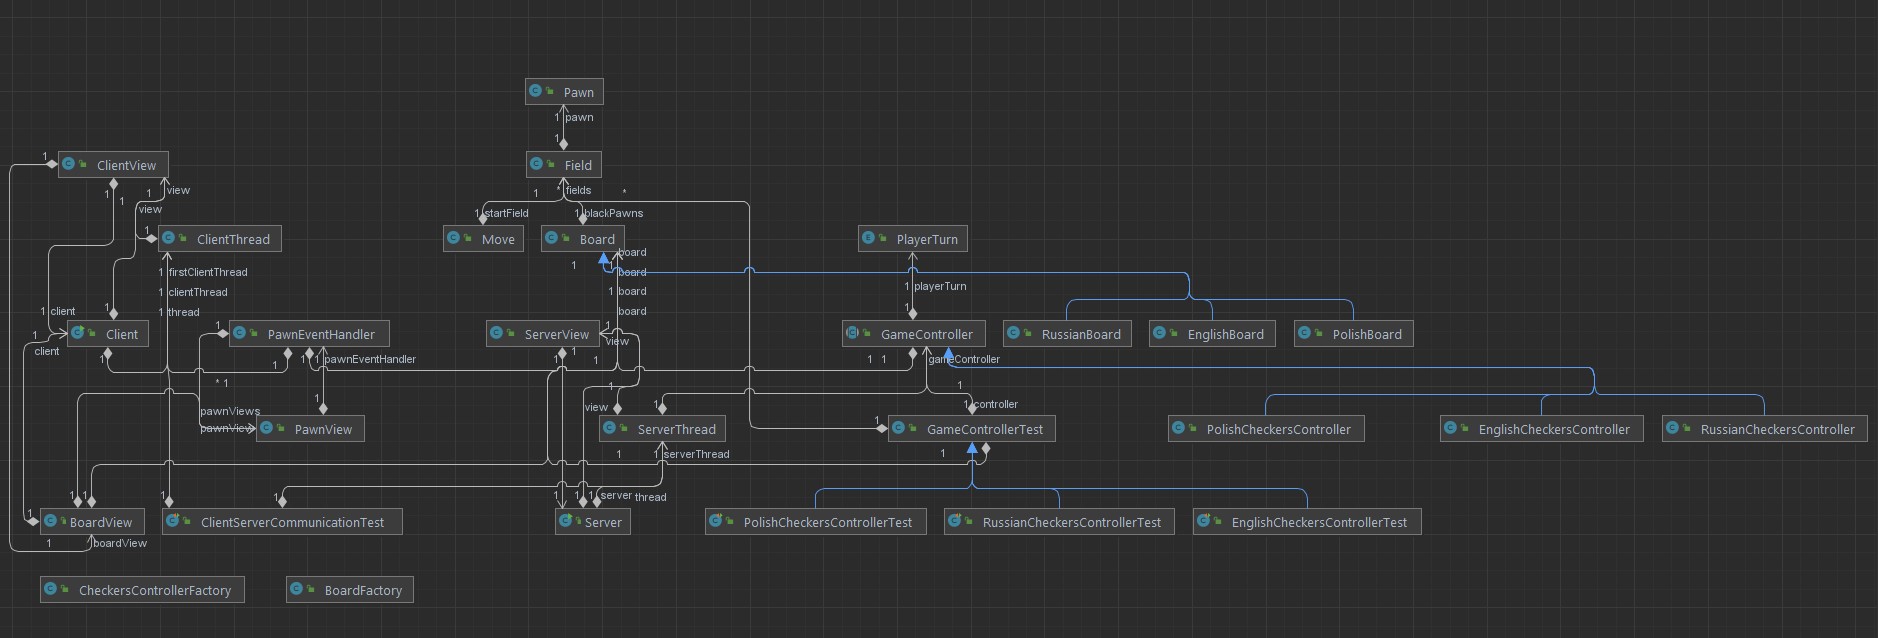 Pawn
1 pawn
1
1 ClientView
Field
1 1 1 view
1 * fields *
view
1 startField 1 blackPawns
1 ClientThread
Move
Board
PlayerTurn
board
1 1
1 firstClientThread
board
1 playerTurn
1 clientThread
1 board
1 1 client
1 thread
board
1
1 Client
1 PawnEventHandler
ServerView
GameController
RussianBoard
EnglishBoard
PolishBoard
1
client
view
1 1 1 1 pawnEventHandler
1 1 1
1 1 gameController
* 1
1
1
pawnViews
1
view
1
1 controller
pawnView
PawnView
ServerThread
1 GameControllerTest
PolishCheckersController
EnglishCheckersController
RussianCheckersController
1 1 serverThread
1
1 1 1 1
1 1 1 server thread
1 BoardView
ClientServerCommunicationTest
Server
PolishCheckersControllerTest
RussianCheckersControllerTest
EnglishCheckersControllerTest
1 boardView
CheckersControllerFactory
BoardFactory